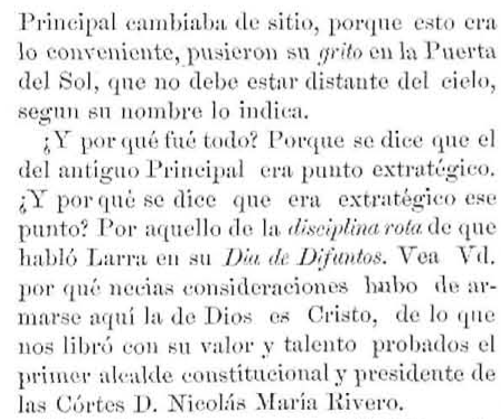 Principal cambiaba de sitio, porque esto era
lo conveniente, pusieron su grito en la Puerta
del Sol, que no debe estar distante del cielo,
segun su nombre lo indica.
¿Y por qué fué todo? Porque se dice que el
del antiguo Principal era punto extratégico.
¿Y por qué se dice que era extratégico ese
punto? Por aquello de la disciplina rota de que
habló Larra en su Dia de Difuntos. Vea Vd.
por qué necias consideraciones hubo de ar-
marse aquí la de Dios es Cristo, de lo que
nos libró con su valor y talento probados el
primer alcalde constitucional y presidente de
las Córtes D. Nicolás María Rivero.